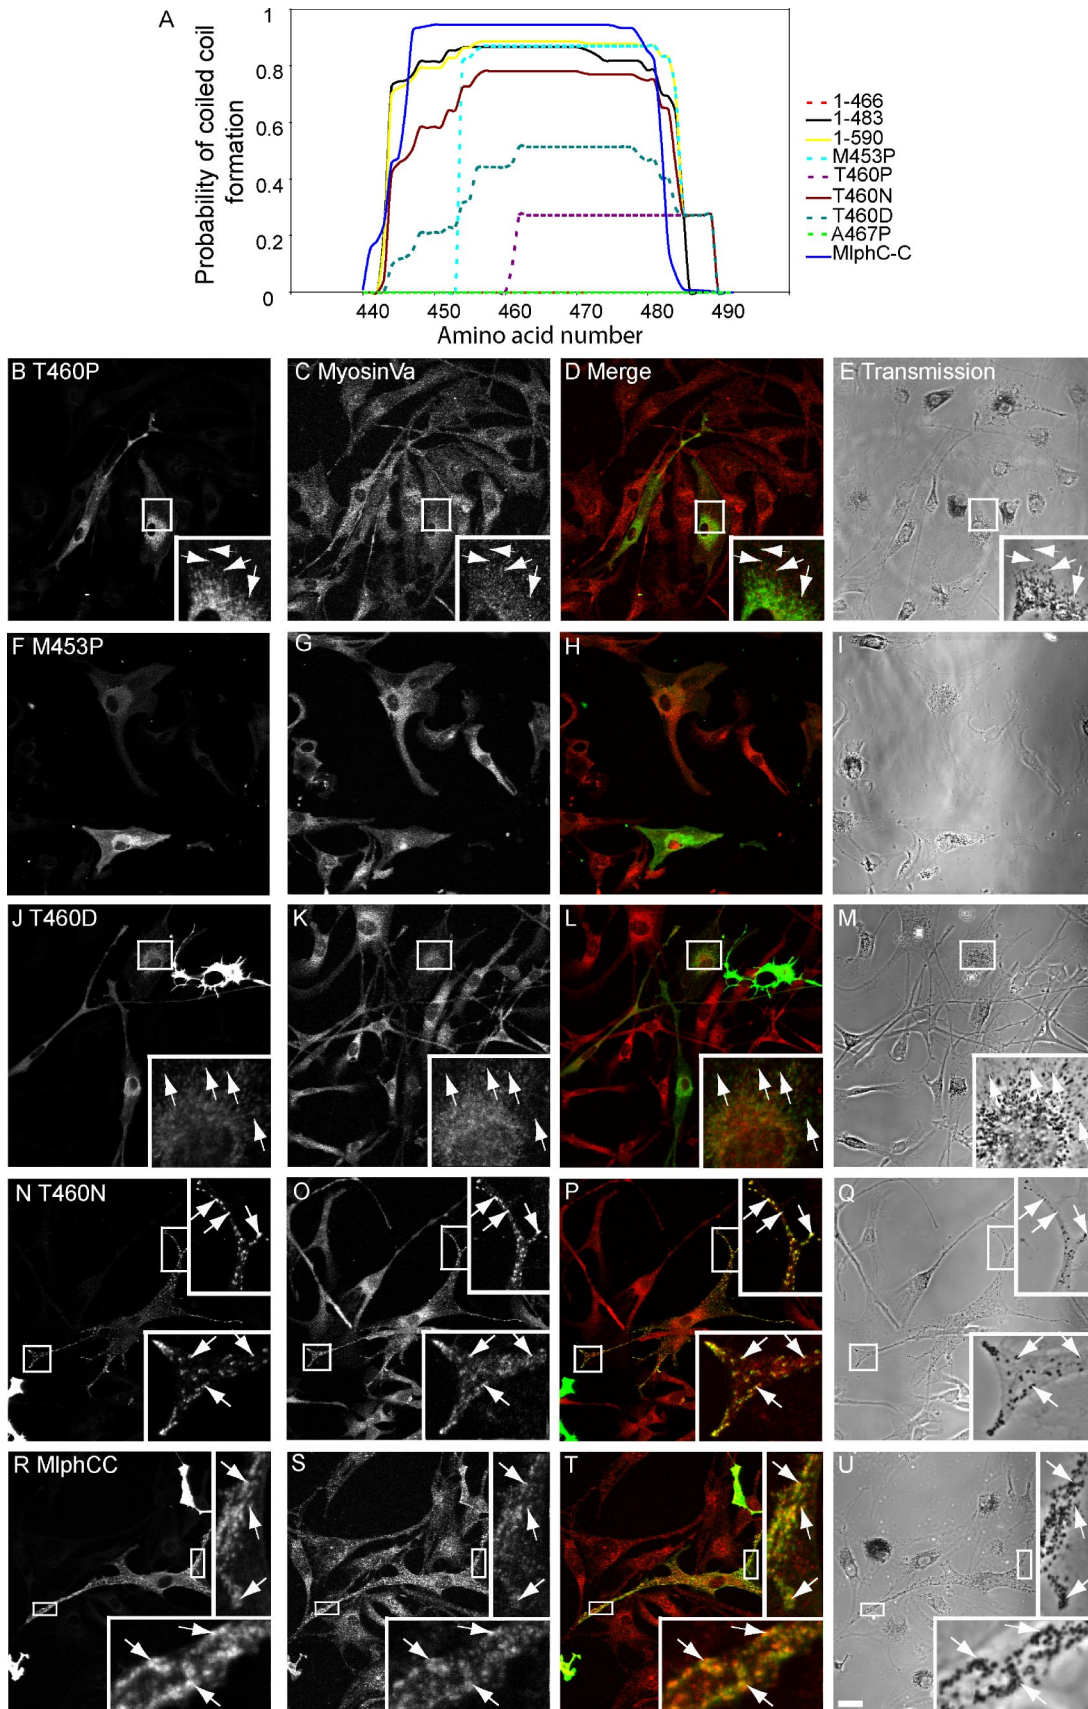 A
Probability of coiled coil
formation
1
0.8
0.6
0.4
0.2
0
440 450 460 470 480 490
Amino acid number
1-466
1-483
1-590
M453P
T460P
T460N
T460D
A467P
MlphC-C
B T460P
C MyosinVa
D Merge
E Transmission
F M453P
G
H
I
J T460D
K
L
M
N T460N
O
P
Q
R MlphCC
S
T
U